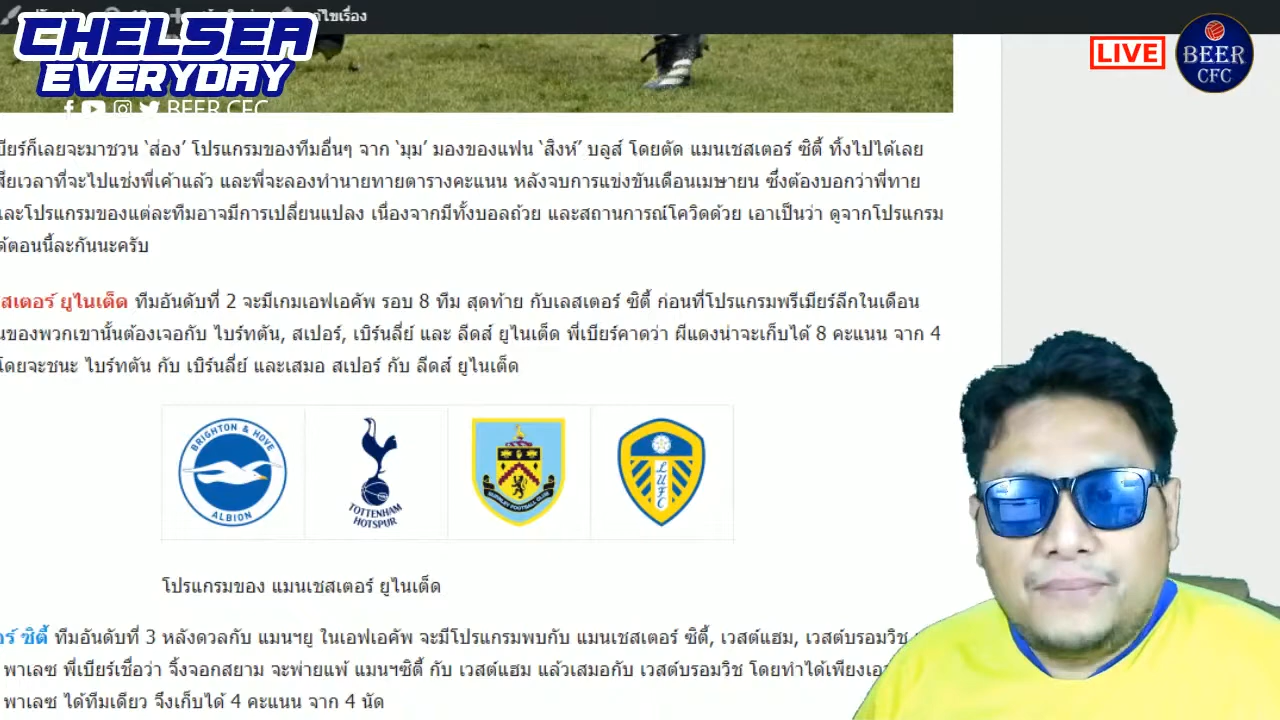 CHELSEA
EVERYDAY
BEER CFC
LIVE
BEER
CFC
บียร์ก็เลยจะมาชวน ‘ส่อง’ โปรแกรมของทีมอื่นๆ จาก ‘มุม’ มองของแฟน ‘สิงห์’ บลูส์ โดยตัด แมนเชสเตอร์ ซิตี้ ทิ้งไปได้เลย
สียเวลาที่จะไปแช่งพี่เค้าแล้ว และพี่จะลองทำนายทายตารางคะแนน หลังจบการแข่งขันเดือนเมษายน ซึ่งต้องบอกว่าพี่ทาย
และโปรแกรมของแต่ละทีมอาจมีการเปลี่ยนแปลง เนื่องจากมีทั้งบอลถ้วย และสถานการณ์โควิดด้วย เอาเป็นว่า ดูจากโปรแกรม
ตอนนี้ละกันนะครับ
สเตอร์ ยูไนเต็ด ทีมอันดับที่ 2 จะมีเกมเอฟเอคัพ รอบ 8 ทีม สุดท้าย กับเลสเตอร์ ซิตี้ ก่อนที่โปรแกรมพรีเมียร์ลีกในเดือน
ของพวกเขานั้นต้องเจอกับ ไบร์ทตัน, สเปอร์, เบิร์นลี่ย์ และ ลีดส์ ยูไนเต็ด พี่เบียร์คาดว่า ผีแดงน่าจะเก็บได้ 8 คะแนน จาก 4
โดยจะชนะ ไบร์ทตัน กับ เบิร์นลี่ย์ และเสมอ สเปอร์ กับ ลีดส์ ยูไนเต็ด
BRIGHTON & HOVE
ALBION
TOTTENHAM
HOTSPUR
BURNLEY FOOTBALL CLUB
LUFC
โปรแกรมของ แมนเชสเตอร์ ยูไนเต็ด
อร์ ซิตี้ ทีมอันดับที่ 3 หลังดวลกับ แมนฯยู ในเอฟเอคัพ จะมีโปรแกรมพบกับ แมนเชสเตอร์ ซิตี้, เวสต์แฮม, เวสต์บรอมวิช
พาเลซ พี่เบียร์เชื่อว่า จิ้งจอกสยาม จะพ่ายแพ้ แมนฯซิตี้ กับ เวสต์แฮม แล้วเสมอกับ เวสต์บรอมวิช โดยทำได้เพียงเอ
พาเลซ ได้ทีมเดียว จึงเก็บได้ 4 คะแนน จาก 4 นัด